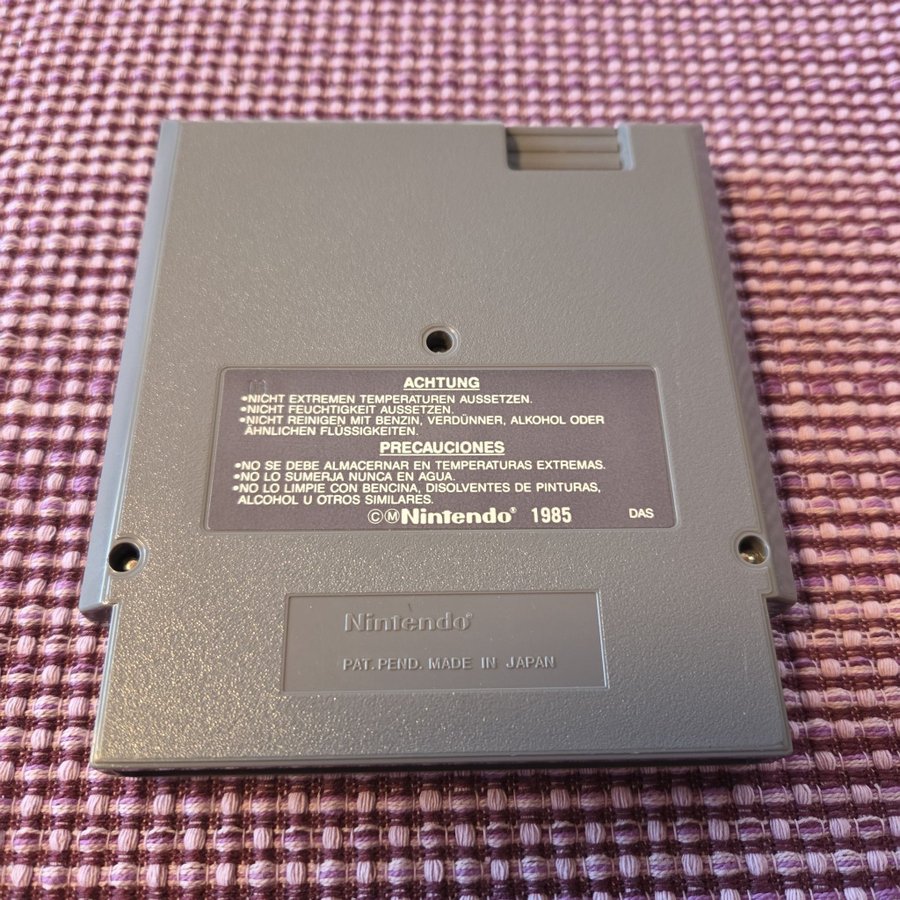 ACHTUNG
•NICHT EXTREMEN TEMPERATUREN AUSSETZEN.
•NICHT FEUCHTIGKEIT AUSSETZEN.
•NICHT REINIGEN MIT BENZIN, VERDÜNNER, ALKOHOL ODER
ÄHNLICHEN FLÜSSIGKEITEN.
PRECAUCIONES
•NO SE DEBE ALMACERNAR EN TEMPERATURAS EXTREMAS.
•NO LO SUMERJA NUNCA EN AGUA.
•NO LO LIMPIE CON BENCINA, DISOLVENTES DE PINTURAS,
ALCOHOL U OTROS SIMILARES.
©ⓂNintendo® 1985 DAS
Nintendo®
PAT. PEND. MADE IN JAPAN